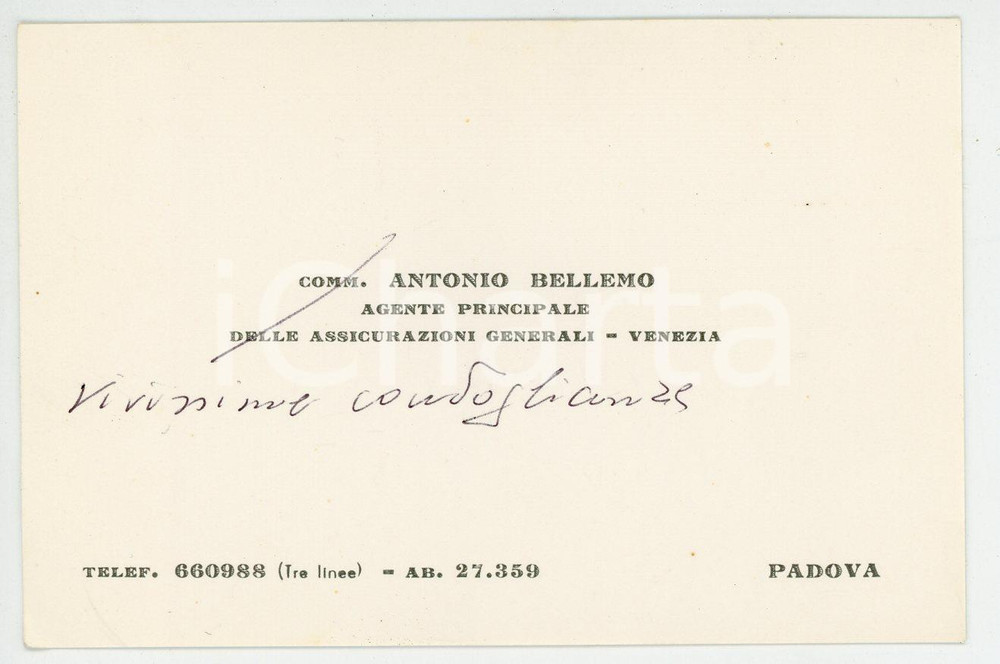 COMM. ANTONIO BELLEMO
AGENTE PRINCIPALE
DELLE ASSICURAZIONI GENERALI - VENEZIA
Vivissime condoglianze
TELEF. 660988 (Tre linee) - AB. 27.359
PADOVA
iCharta